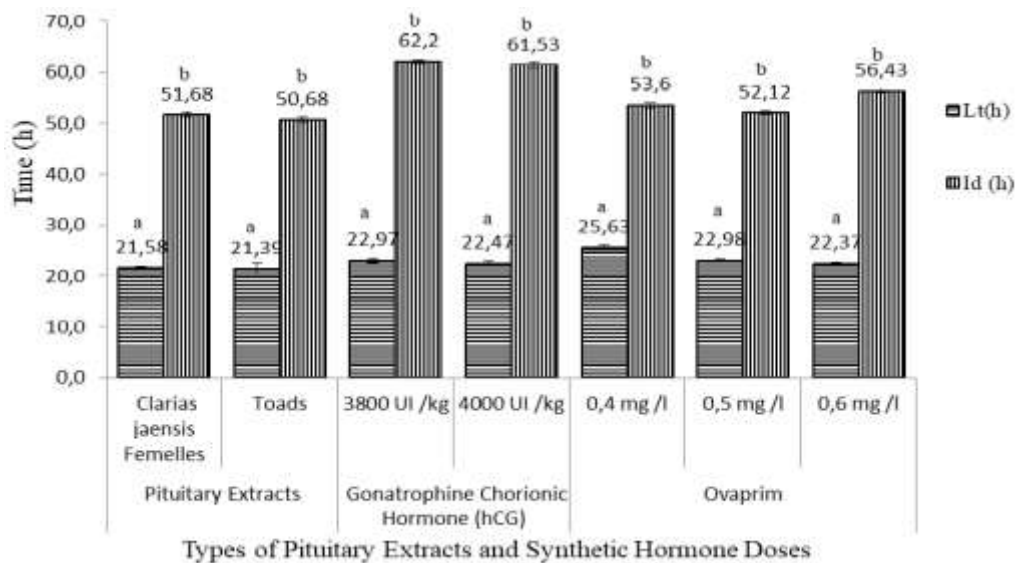 70,0
60,0
50,0
40,0
30,0
20,0
10,0
0,0
Time (h)
b
51,68
b
50,68
b
62,2
b
61,53
b
53,6
b
52,12
b
56,43
a
21,58
a
21,39
a
22,97
a
22,47
a
25,63
a
22,98
a
22,37
Lt(h)
Id (h)
Clarias
jaensis
Femelles
Toads
3800 UI /kg
4000 UI /kg
0,4 mg /l
0,5 mg /l
0,6 mg /l
Pituitary Extracts
Gonatrophine Chorionic
Hormone (hCG)
Ovaprim
Types of Pituitary Extracts and Synthetic Hormone Doses